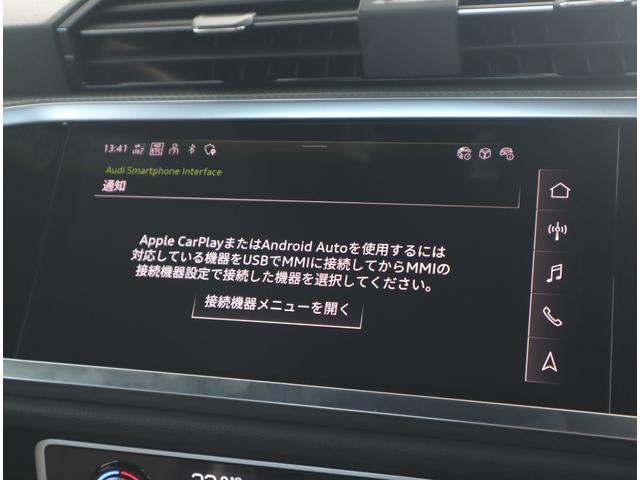 13:41
ETC
Audi Smartphone Interface
通知
Apple CarPlayまたはAndroid Autoを使用するには
対応している機器をUSBでMMIに接続してからMMIの
接続機器設定で接続した機器を選択してください。
接続機器メニューを開く